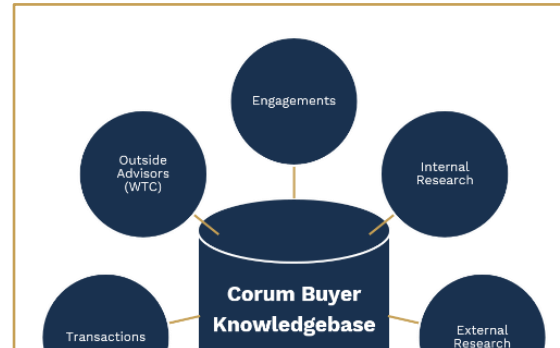 Engagements
Outside
Advisors
(WTC)
Internal
Research
Corum Buyer
Knowledgebase
Transactions
External
Research